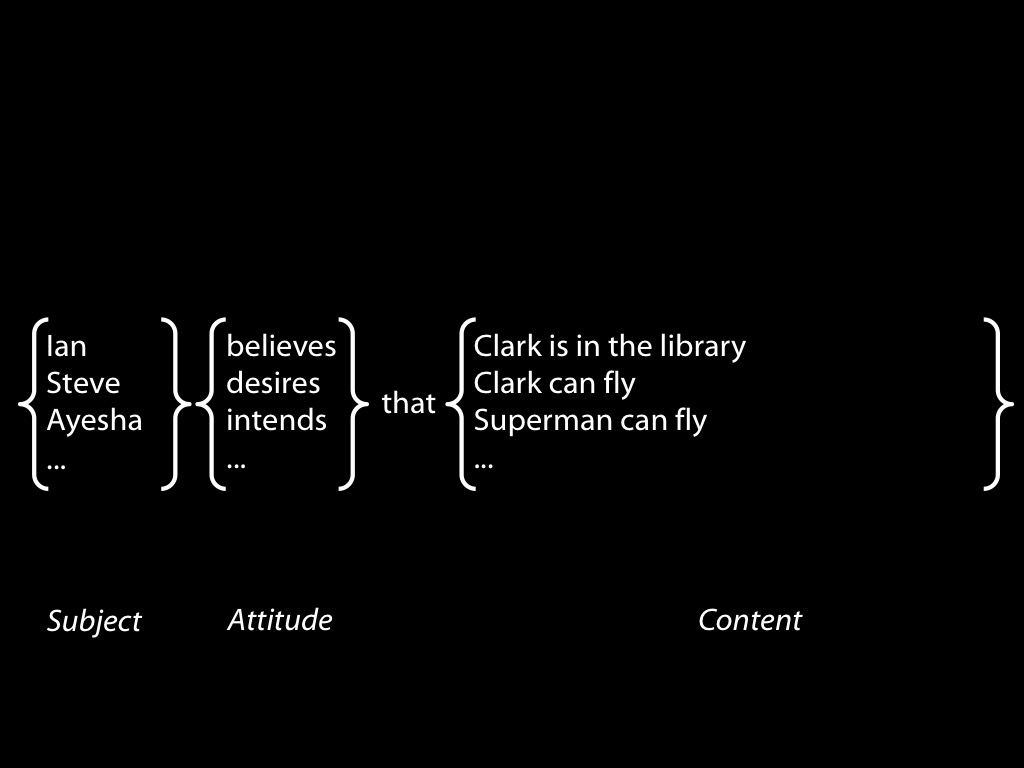 Ian
Steve
Ayesha
...
believes
desires
intends
...
that
Clark is in the library
Clark can fly
Superman can fly
...
Subject
Attitude
Content